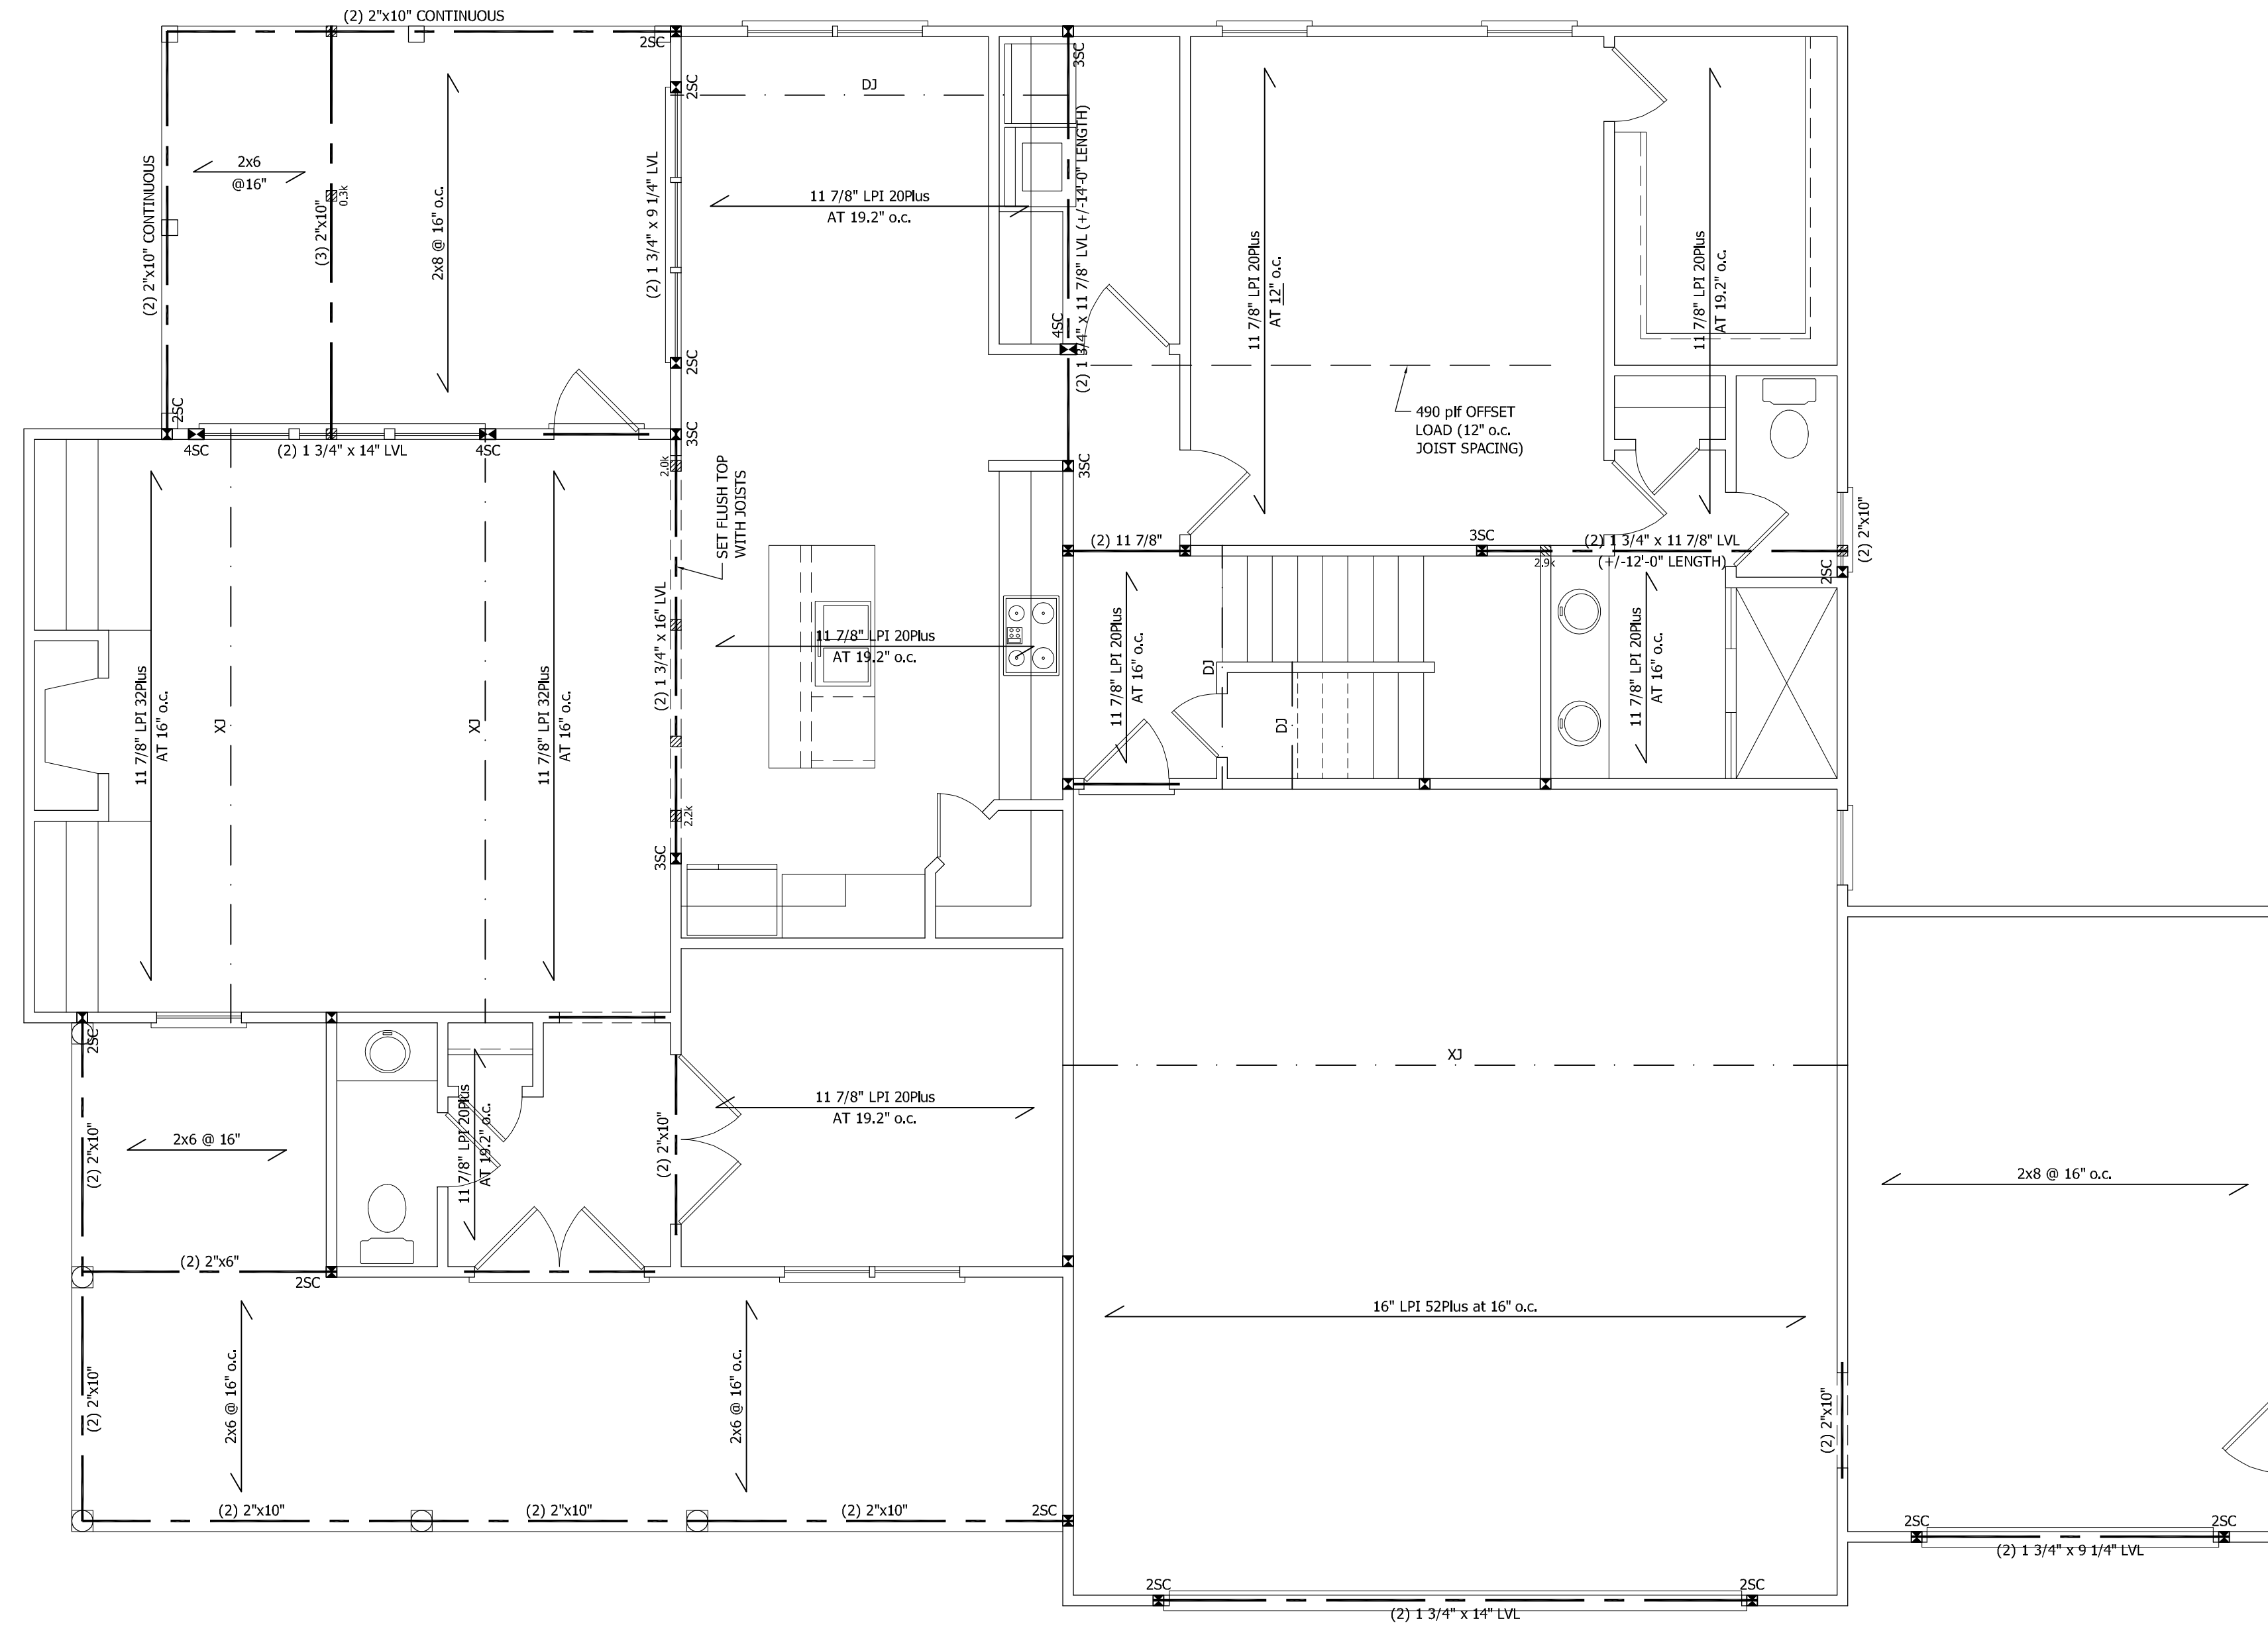 (2) 2"x10" CONTINUOUS
2SC
3SC
2SC
DJ
(2) 2"x10" CONTINUOUS
2x6
@16"
0.3k
(3) 2"x10"
2x8 @ 16" o.c.
(2) 1 3/4" x 9 1/4" LVL
11 7/8" LPI 20Plus
AT 19.2" o.c.
(2) 1 3/4" x 11 7/8" LVL (+/-14'-0" LENGTH)
4SC
11 7/8" LPI 20Plus
AT 12" o.c.
11 7/8" LPI 20Plus
AT 19.2" o.c.
2SC
2SC
490 plf OFFSET
LOAD (12" o.c.
JOIST SPACING)
4SC
(2) 1 3/4" x 14" LVL
4SC
3SC
2.0k
3SC
SET FLUSH TOP
WITH JOISTS
(2) 11 7/8"
3SC
(2) 1 3/4" x 11 7/8" LVL
(+/-12'-0" LENGTH)
2.9k
2SC
(2) 2"x10"
11 7/8" LPI 32Plus
AT 16" o.c.
XJ
XJ
11 7/8" LPI 32Plus
AT 16" o.c.
(2) 1 3/4" x 16" LVL
11 7/8" LPI 20Plus
AT 19.2" o.c.
11 7/8" LPI 20Plus
AT 16" o.c.
DJ
DJ
11 7/8" LPI 20Plus
AT 16" o.c.
2.2k
3SC
2SC
XJ
(2) 2"x10"
2x6 @ 16"
11 7/8" LPI 20Plus
AT 19.2" o.c.
(2) 2"x10"
11 7/8" LPI 20Plus
AT 19.2" o.c.
2x8 @ 16" o.c.
(2) 2"x6"
2SC
16" LPI 52Plus at 16" o.c.
(2) 2"x10"
2x6 @ 16" o.c.
2x6 @ 16" o.c.
(2) 2"x10"
(2) 2"x10"
(2) 2"x10"
(2) 2"x10"
2SC
2SC
2SC
(2) 1 3/4" x 9 1/4" LVL
2SC
2SC
(2) 1 3/4" x 14" LVL